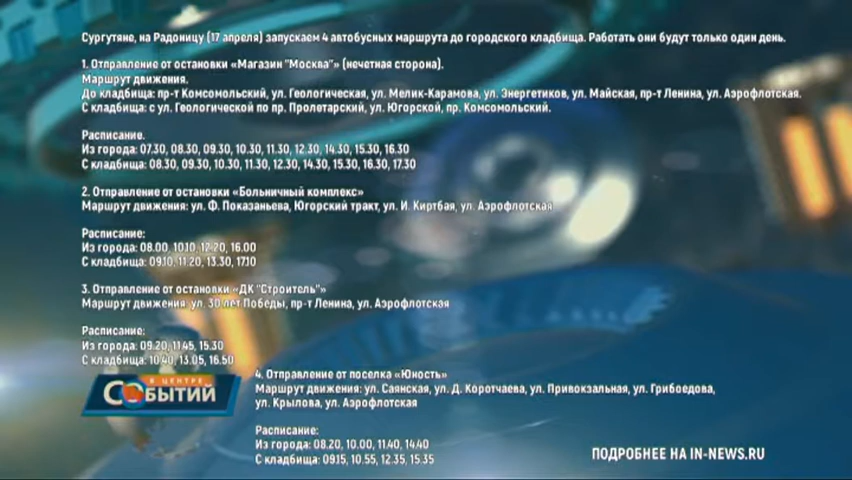 Сургутяне, на Радоницу (17 апреля) запускаем 4 автобусных маршрута до городского кладбища. Работать они будут только один день.
1. Отправление от остановки «Магазин "Москва"» (нечетная сторона).
Маршрут движения.
До кладбища: пр-т Комсомольский, ул. Геологическая, ул. Мелик-Карамова, ул. Энергетиков, ул. Майская, пр-т Ленина, ул. Аэрофлотская.
С кладбища: с ул. Геологической по пр. Пролетарский, ул. Югорской, пр. Комсомольский.
Расписание.
Из города: 07.30, 08.30, 09.30, 10.30, 11.30, 12.30, 14.30, 15.30, 16.30
С кладбища: 08.30, 09.30, 10.30, 11.30, 12.30, 14.30, 15.30, 16.30, 17.30
2. Отправление от остановки «Больничный комплекс»
Маршрут движения: ул. Ф. Показаньева, Югорский тракт, ул. И. Киртбая, ул. Аэрофлотская
Расписание:
Из города: 08.00, 10.10, 12.20, 16.00
С кладбища: 09.10, 11.20, 13.30, 17.10
3. Отправление от остановки «ДК "Строитель"»
Маршрут движения: ул. 30 лет Победы, пр-т Ленина, ул. Аэрофлотская
Расписание:
Из города: 09.20, 11.45, 15.30
С кладбища: 10.40, 13.05, 16.50
В ЦЕНТРЕ
СОБЫТИЙ
4. Отправление от поселка «Юность»
Маршрут движения: ул. Саянская, ул. Д. Коротчаева, ул. Привокзальная, ул. Грибоедова,
ул. Крылова, ул. Аэрофлотская
Расписание:
Из города: 08.20, 10.00, 11.40, 14.40
С кладбища: 09.15, 10.55, 12.35, 15.35
ПОДРОБНЕЕ НА IN-NEWS.RU